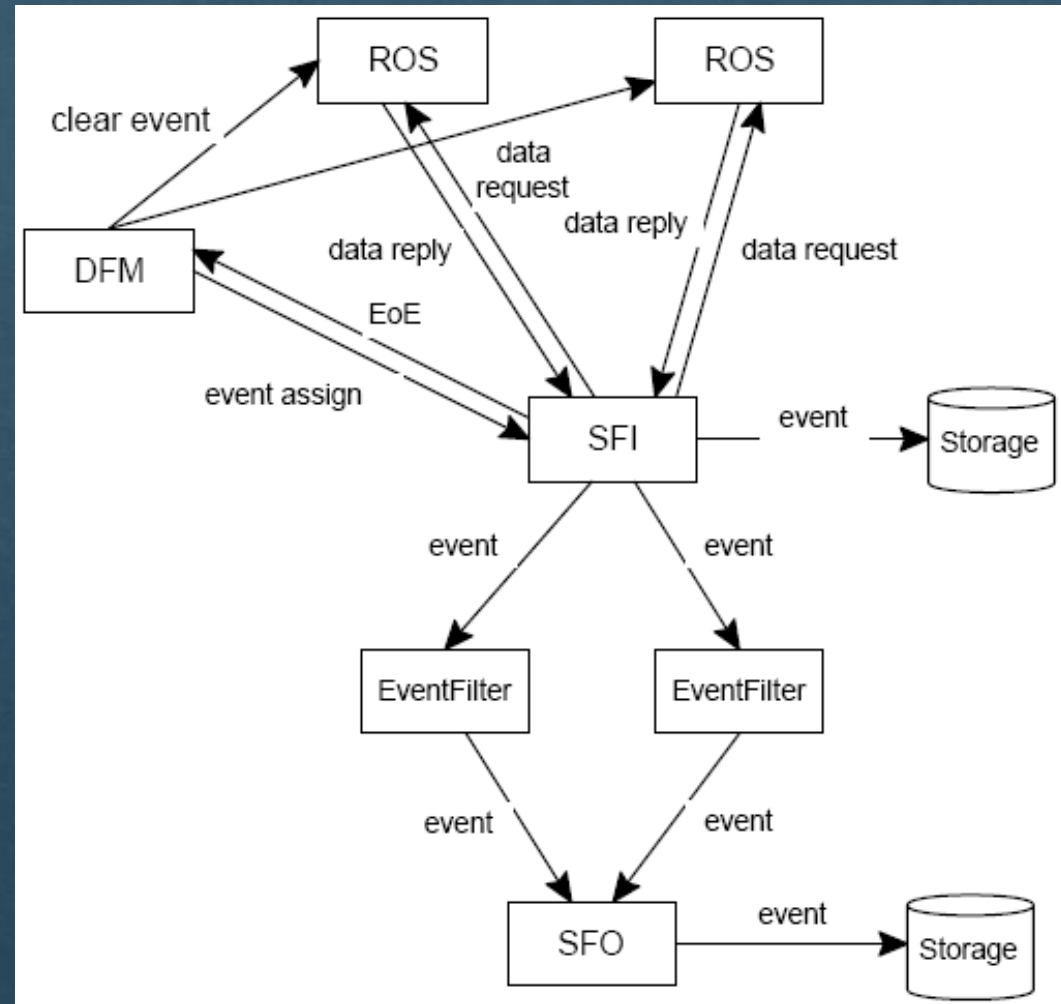 ROS
ROS
clear event
data
request
data reply
data reply
data request
DFM
EoE
event assign
SFI
event
Storage
event
event
EventFilter
EventFilter
event
event
SFO
event
Storage